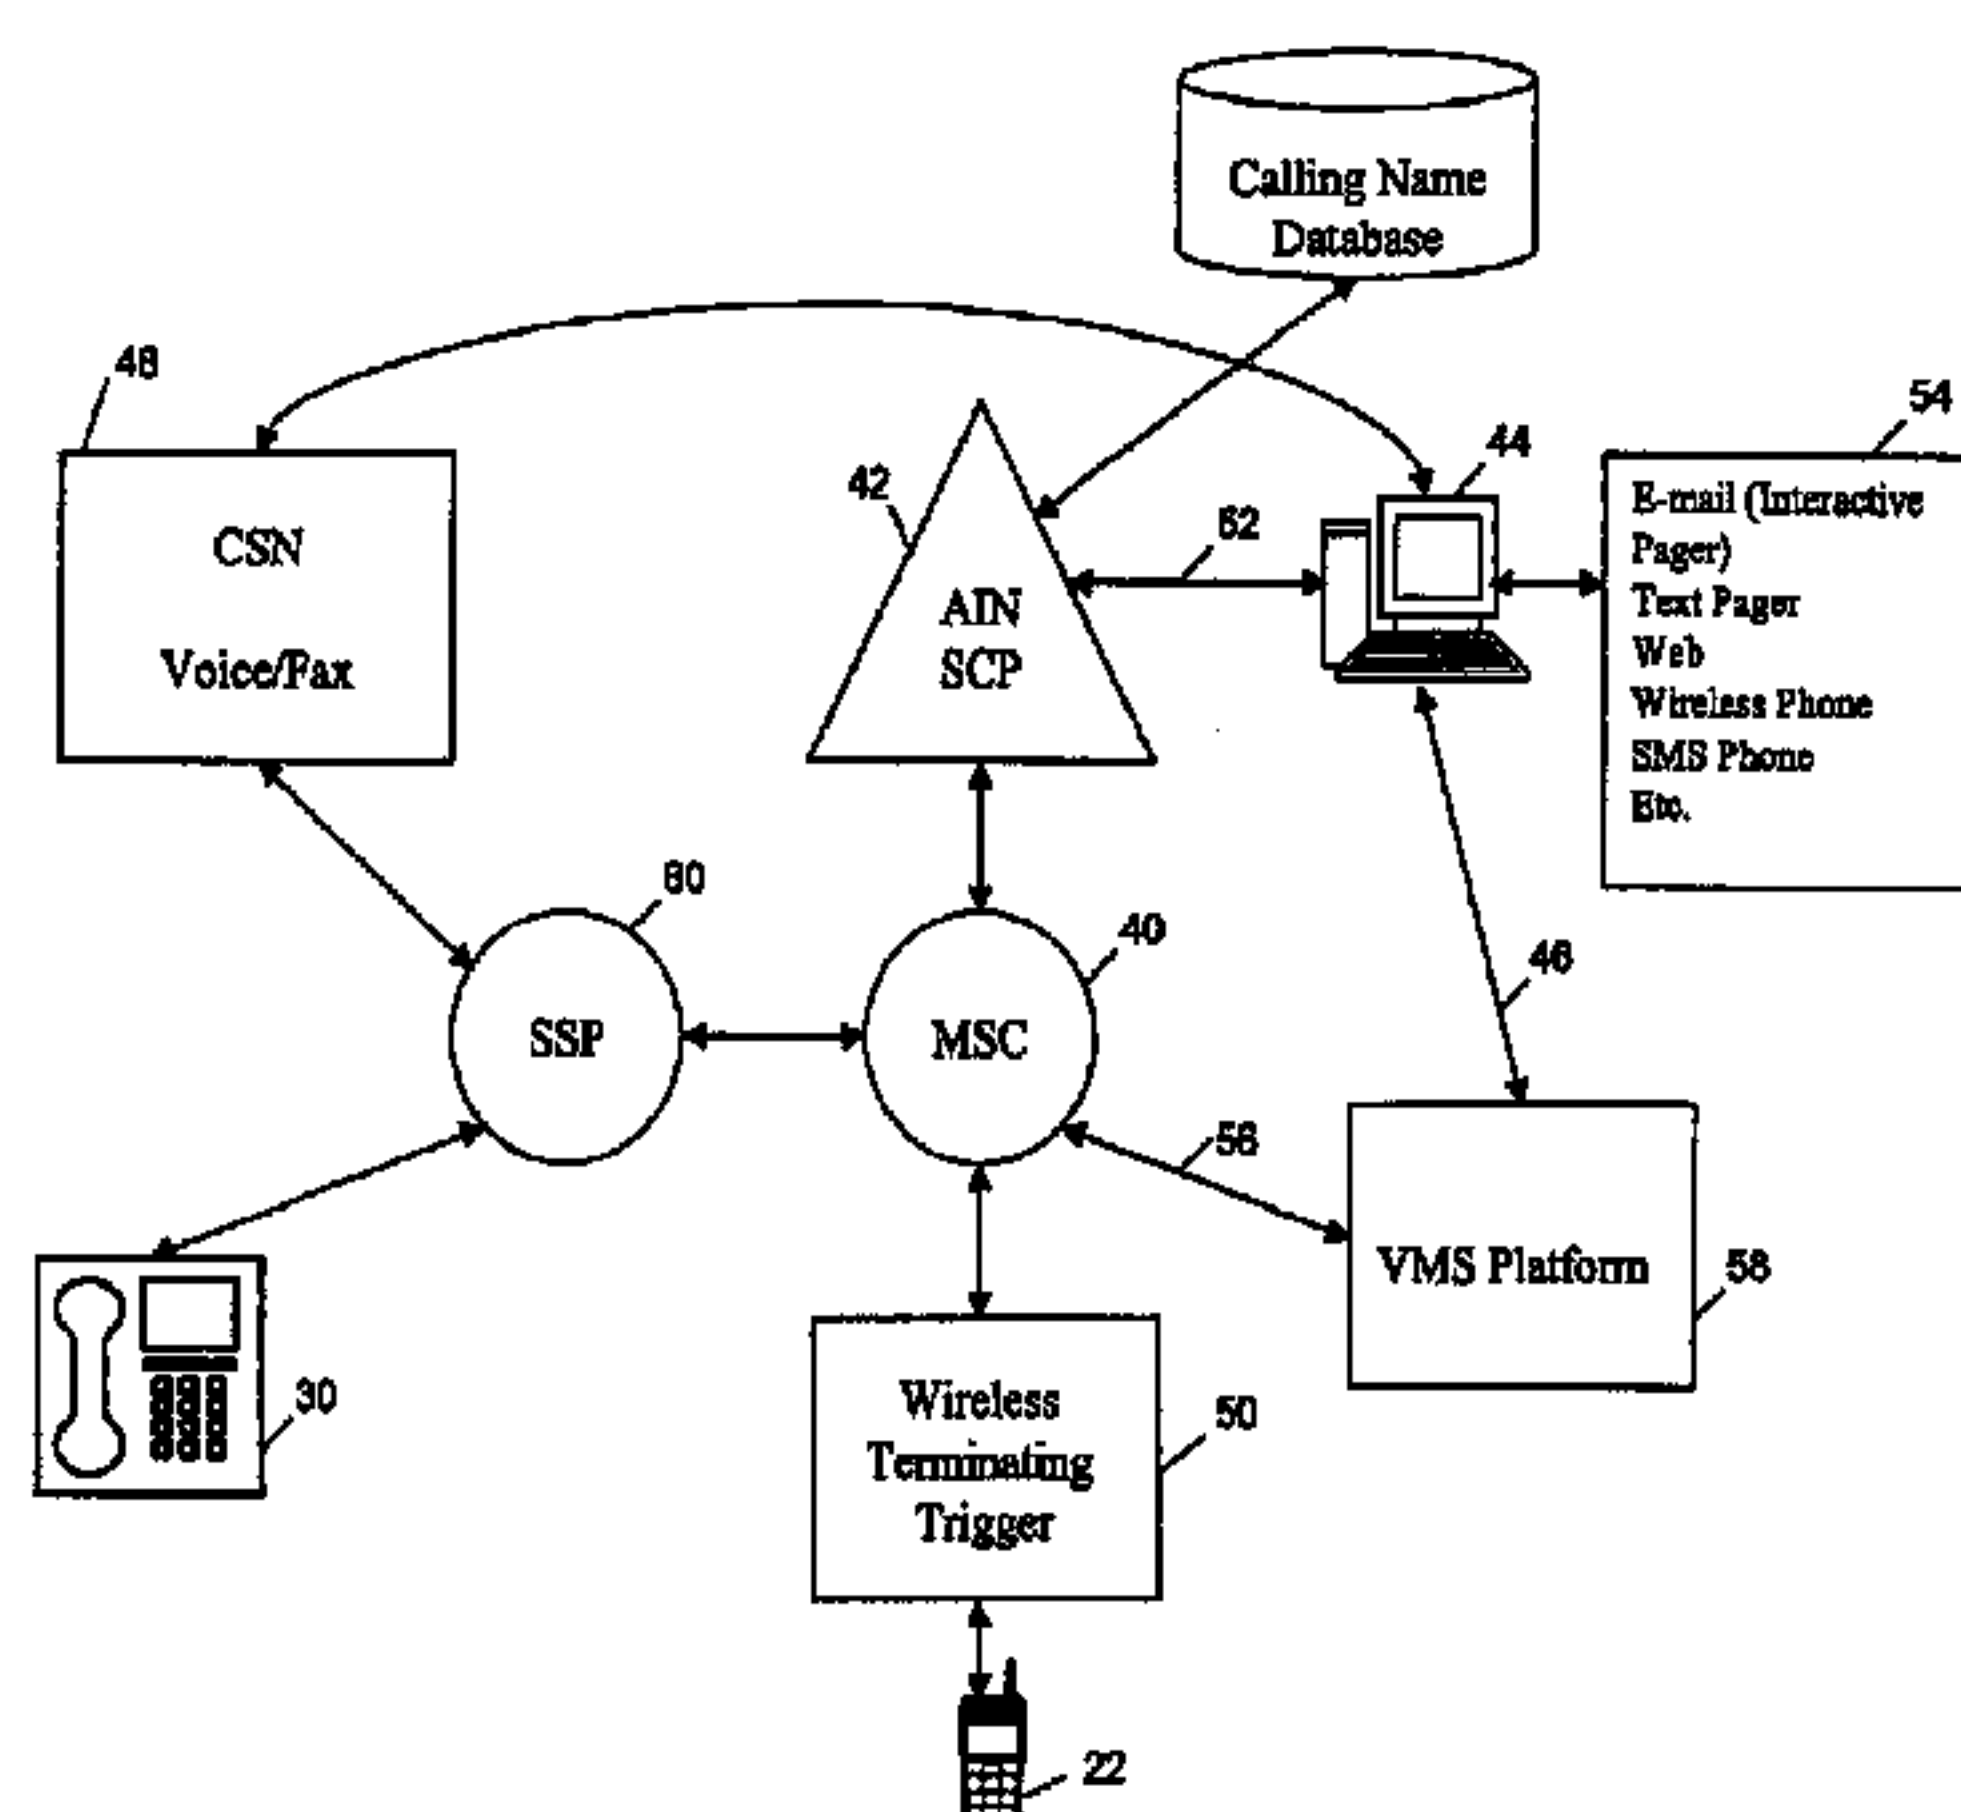 Calling Name
Database
48
CSN
Voice/Fax
42
AIN
SCP
62
44
54
E-mail (Interactive
Pager)
Text Pager
Web
Wireless Phone
SMS Phone
Etc.
60
SSP
40
MSC
46
56
VMS Platform
58
30
Wireless
Terminating
Trigger
50
22